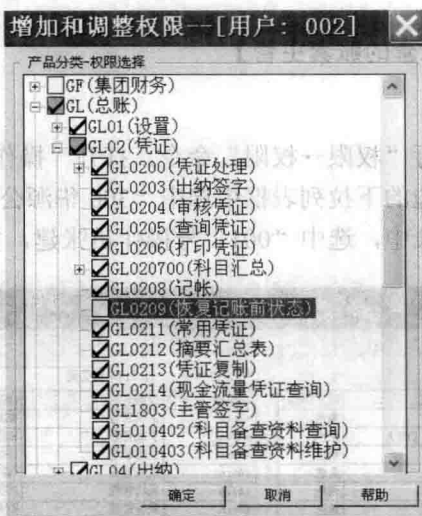 增加和调整权限--[用户: 002]
产品分类-权限选择
GF(集团财务)
GL(总账)
GL01(设置)
GL02(凭证)
GL0200(凭证处理)
GL0203(出纳签字)
GL0204(审核凭证)
GL0205(查询凭证)
GL0206(打印凭证)
GL020700(科目汇总)
GL0208(记帐)
GL0209(恢复记账前状态)
GL0211(常用凭证)
GL0212(摘要汇总表)
GL0213(凭证复制)
GL0214(现金流量凭证查询)
GL1803(主管签字)
GL010402(科目备查资料查询)
GL010403(科目备查资料维护)
GL04(出纳)
确定 取消 帮助